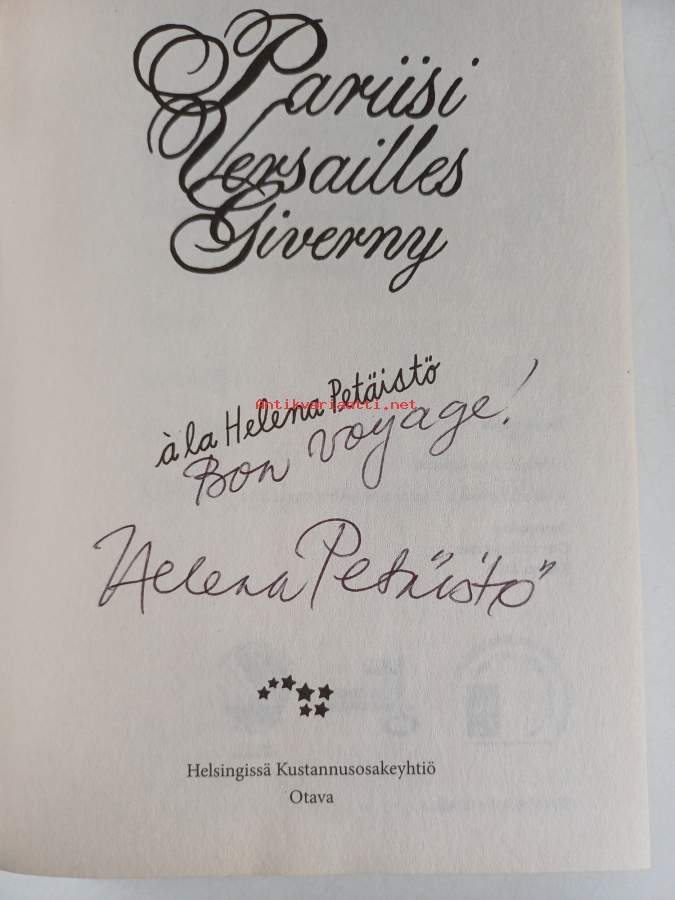 Pariisi
Versailles
Giverny
à la Helena Petäistö
Antikvariaatti.net
Bon voyage!
Helena Petäistö
Helsingissä Kustannusosakeyhtiö
Otava